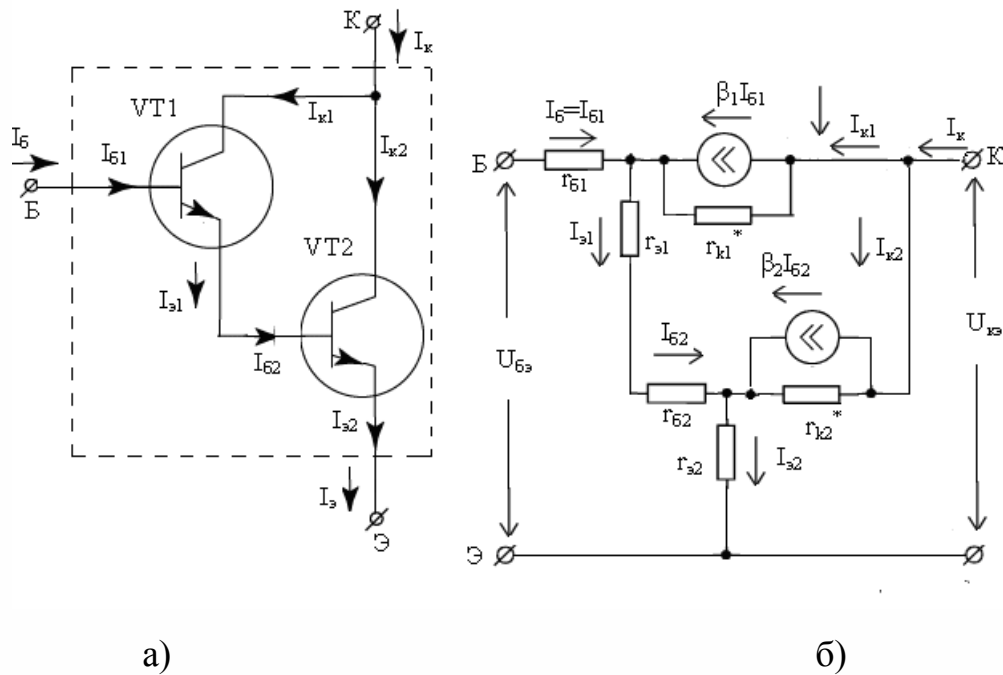 К
Iк
VT1
Iк1
Iб
Iб1
Iк2
Б
VT2
Iэ1
Iб2
Iэ2
Iэ
Э
β1Iб1
Iб=Iб1
Iк1
Iк
Б
К
rб1
Iэ1
rэ1
rk1*
Iк2
β2Iб2
Iб2
Uбэ
Uкэ
rб2
rk2*
rэ2
Iэ2
Э
а)
б)